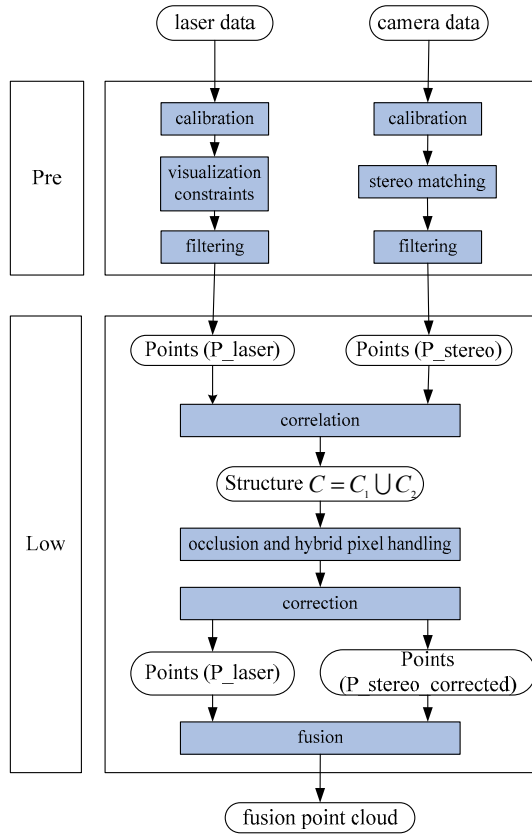 laser data
camera data
Pre
calibration
calibration
visualization
constraints
stereo matching
filtering
filtering
Low
Points (P_laser)
Points (P_stereo)
correlation
Structure C = C₁ ⋃ C₂
occlusion and hybrid pixel handling
correction
Points (P_laser)
Points
(P_stereo_corrected)
fusion
fusion point cloud